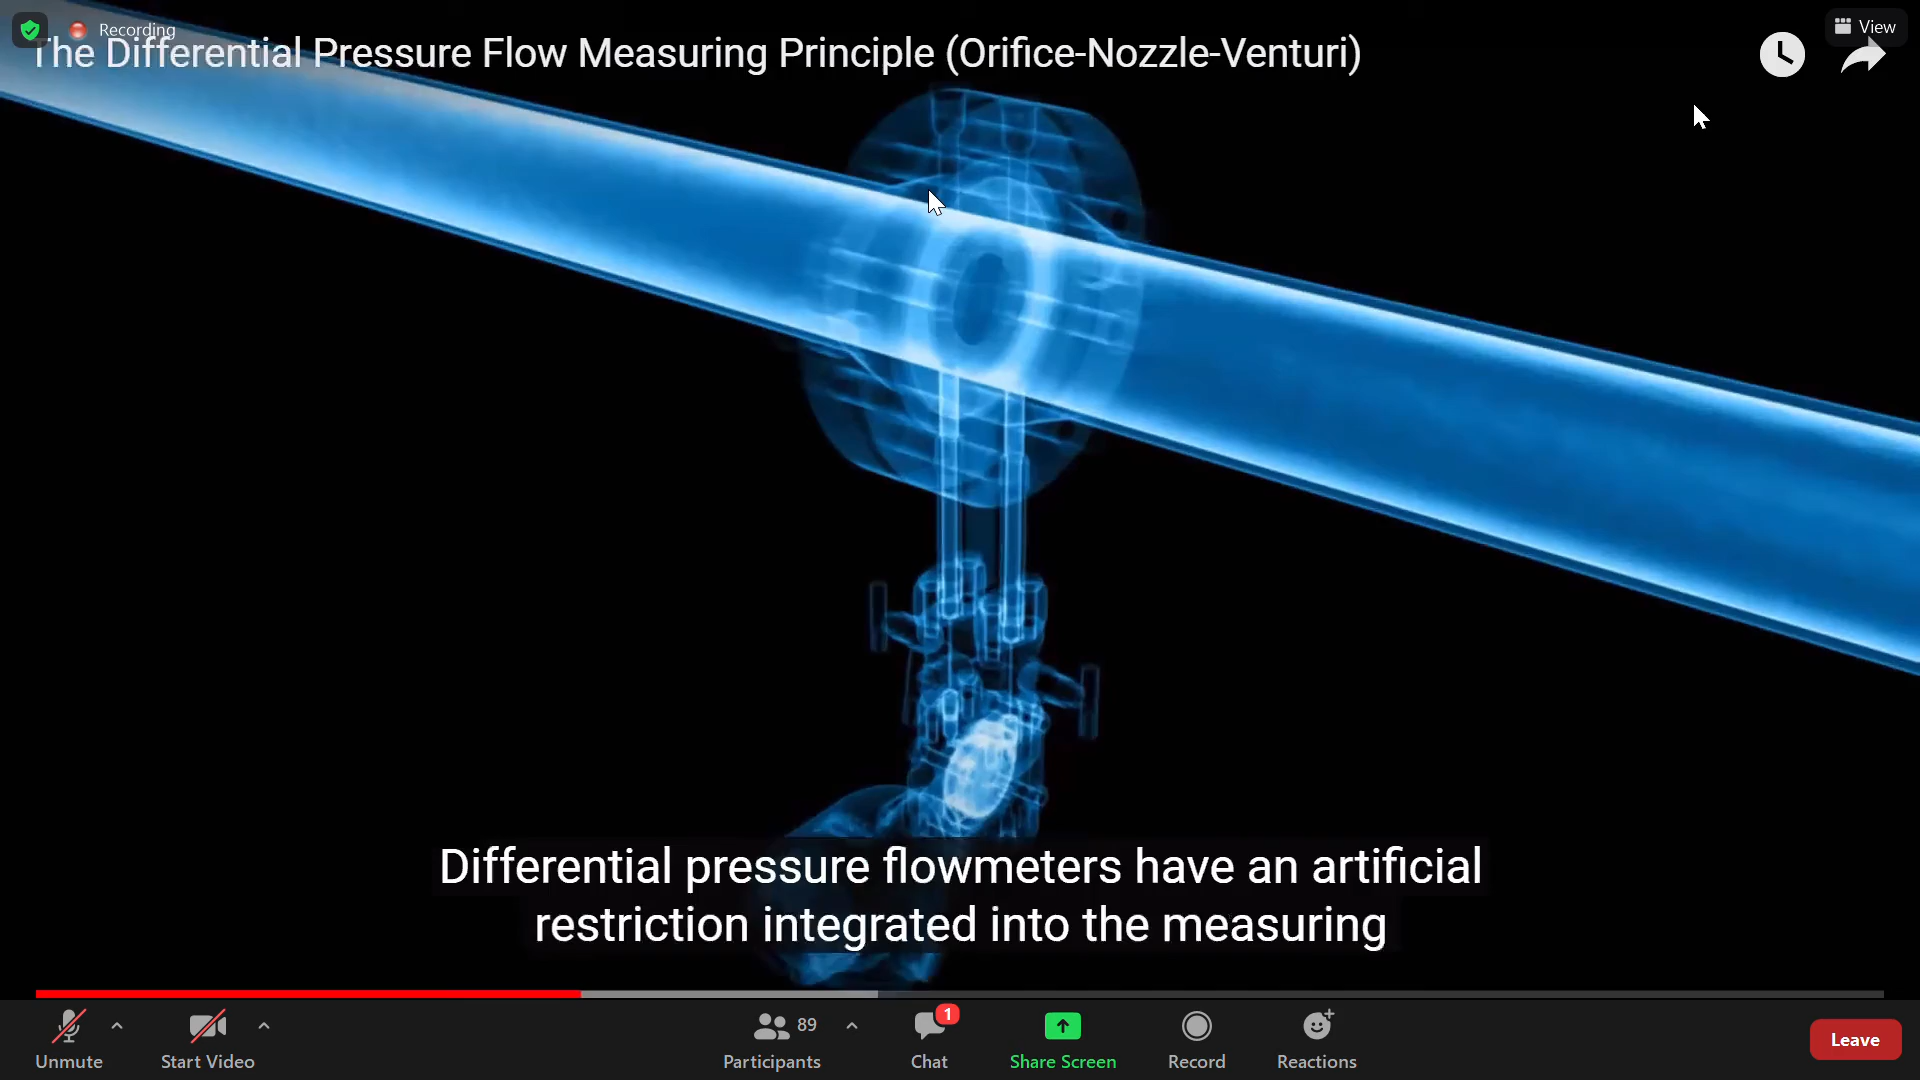 Recording
View
The Differential Pressure Flow Measuring Principle (Orifice-Nozzle-Venturi)
Differential pressure flowmeters have an artificial
restriction integrated into the measuring
Unmute
Start Video
89
Participants
1
Chat
Share Screen
Record
Reactions
Leave